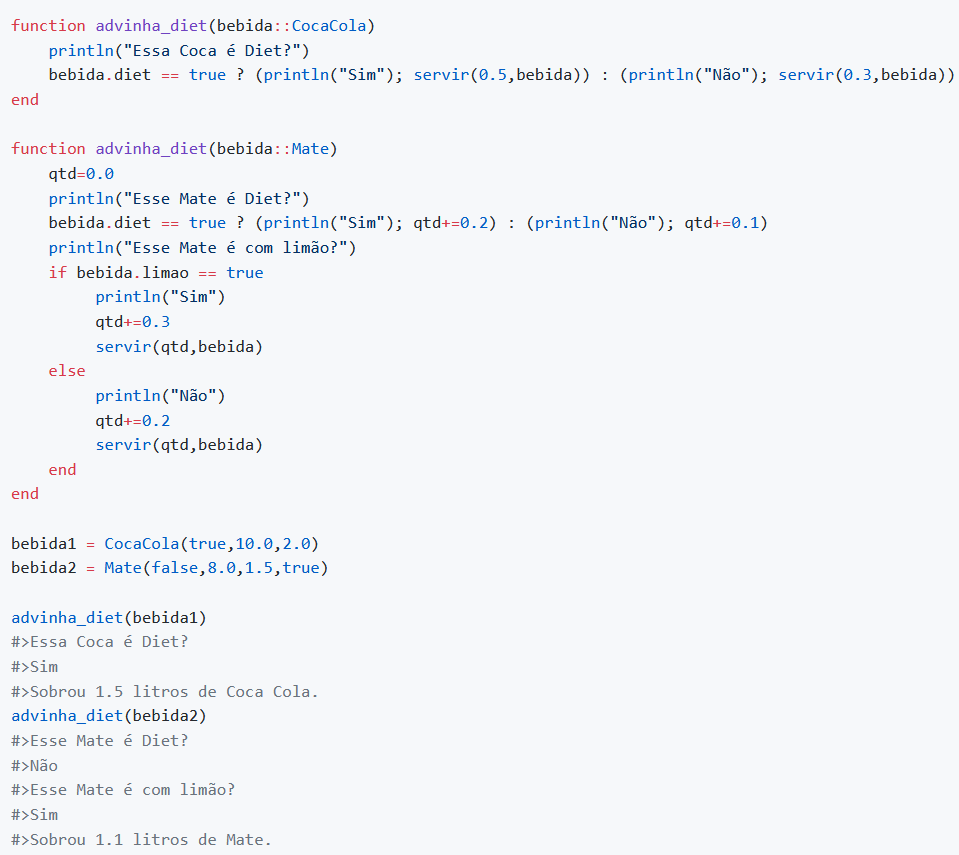 function advinha_diet(bebida::CocaCola)
    println("Essa Coca é Diet?")
    bebida.diet == true ? (println("Sim"); servir(0.5,bebida)) : (println("Não"); servir(0.3,bebida))
end

function advinha_diet(bebida::Mate)
    qtd=0.0
    println("Esse Mate é Diet?")
    bebida.diet == true ? (println("Sim"); qtd+=0.2) : (println("Não"); qtd+=0.1)
    println("Esse Mate é com limão?")
    if bebida.limao == true
         println("Sim")
         qtd+=0.3
         servir(qtd,bebida)
    else
         println("Não")
         qtd+=0.2
         servir(qtd,bebida)
    end
end

bebida1 = CocaCola(true,10.0,2.0)
bebida2 = Mate(false,8.0,1.5,true)

advinha_diet(bebida1)
#>Essa Coca é Diet?
#>Sim
#>Sobrou 1.5 litros de Coca Cola.
advinha_diet(bebida2)
#>Esse Mate é Diet?
#>Não
#>Esse Mate é com limão?
#>Sim
#>Sobrou 1.1 litros de Mate.